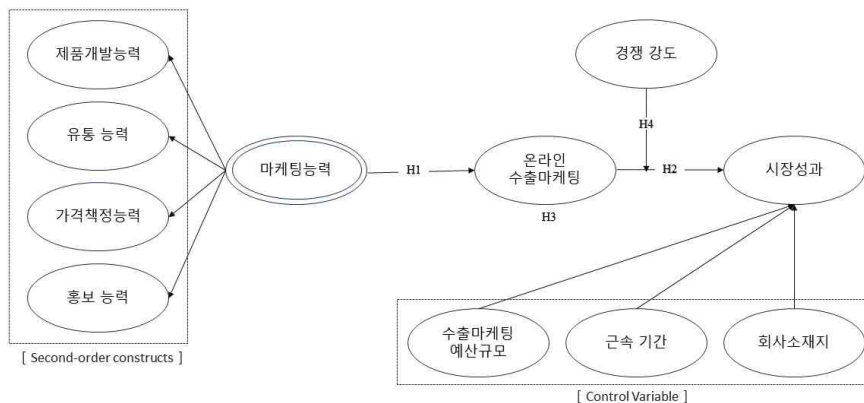 제품개발능력
유통 능력
가격책정능력
홍보 능력
[ Second-order constructs ]
마케팅능력
H1
온라인
수출마케팅
H3
경쟁 강도
H4
H2
시장성과
수출마케팅
예산규모
근속 기간
회사소재지
[ Control Variable ]